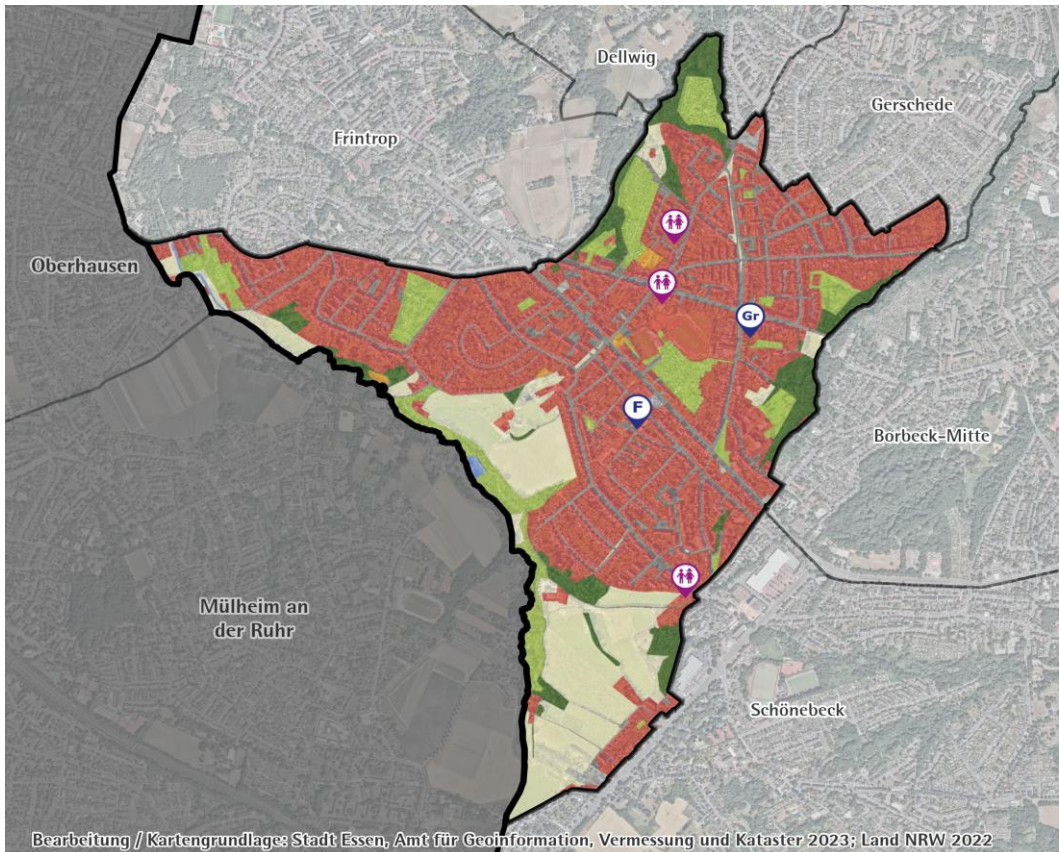 Dellwig
Gerschede
Frintrop
Oberhausen
Gr
F
Borbeck-Mitte
Mülheim an
der Ruhr
Schönebeck
Bearbeitung / Kartengrundlage: Stadt Essen, Amt für Geoinformation, Vermessung und Kataster 2023; Land NRW 2022